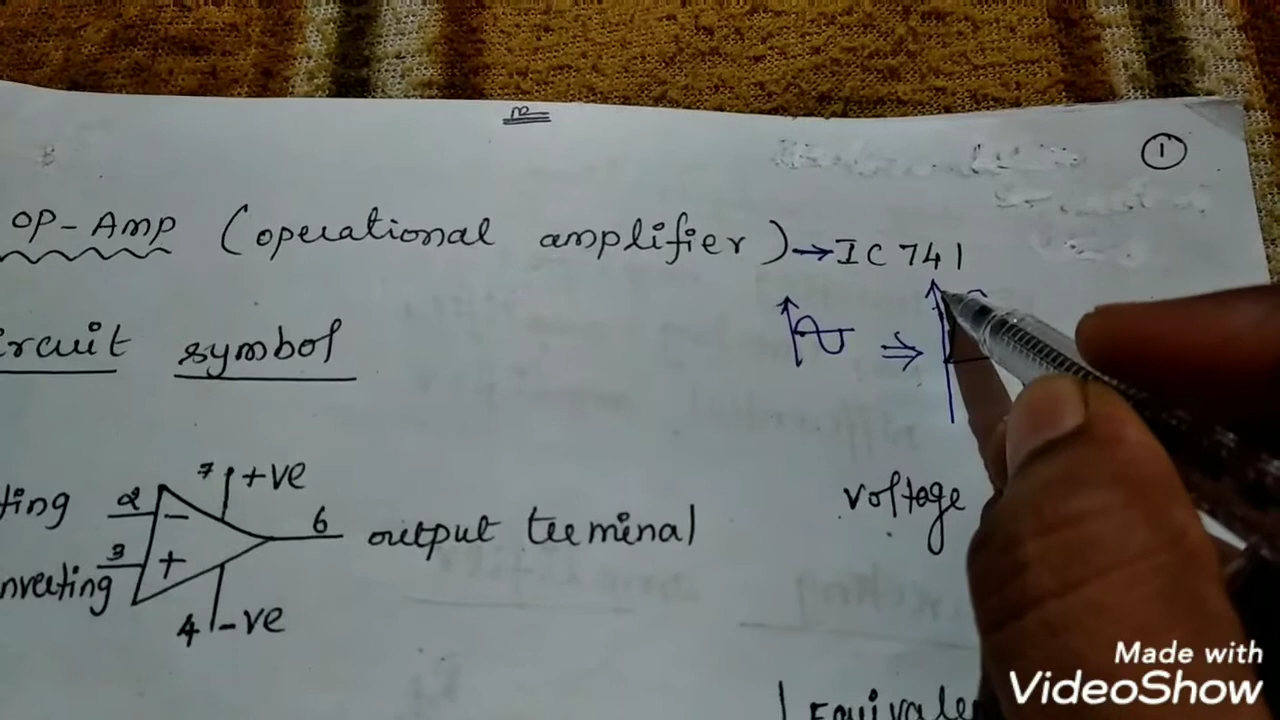 1
OP-Amp (operational amplifier) → IC 741
ircuit symbol
ting 2 - 7 +ve
6 output terminal
nverting 3 +
4 -ve
voltage
Equivale
Made with
VideoShow